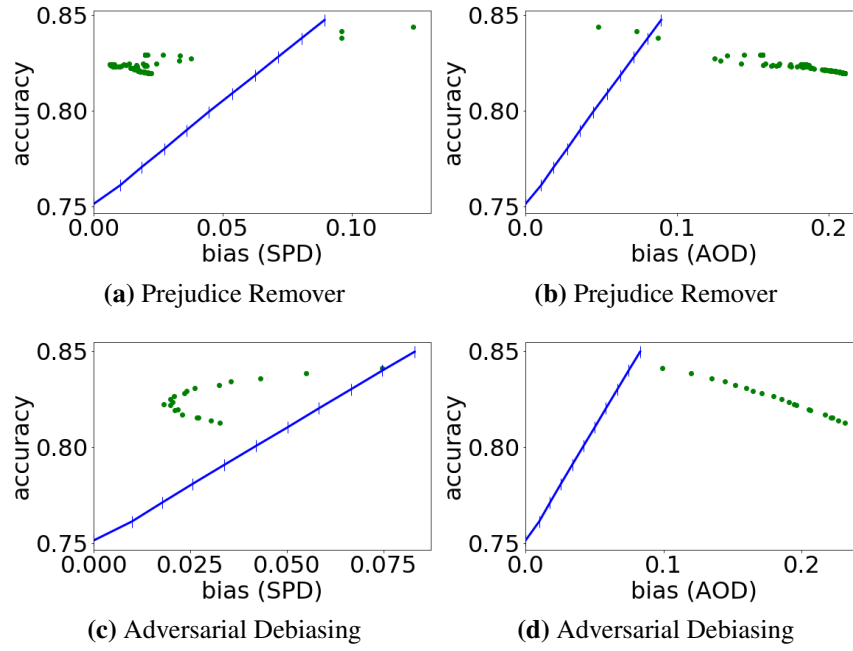 0.85
0.80
0.75
accuracy
0.00 0.05 0.10
bias (SPD)
(a) Prejudice Remover
0.85
0.80
0.75
accuracy
0.0 0.1 0.2
bias (AOD)
(b) Prejudice Remover
0.85
0.80
0.75
accuracy
0.000 0.025 0.050 0.075
bias (SPD)
(c) Adversarial Debiasing
0.85
0.80
0.75
accuracy
0.0 0.1 0.2
bias (AOD)
(d) Adversarial Debiasing